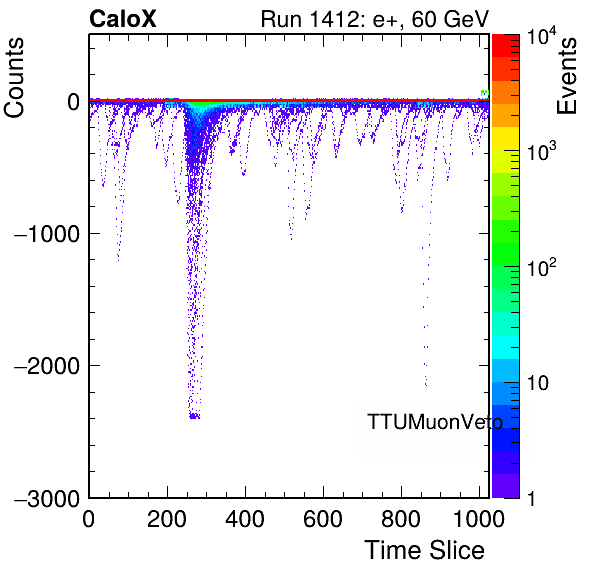 CaloX Run 1412: e+, 60 GeV
Counts
Events
0
−1000
−2000
−3000
0 200 400 600 800 1000
Time Slice
TTUMuonVeto
10^4
10^3
10^2
10
1